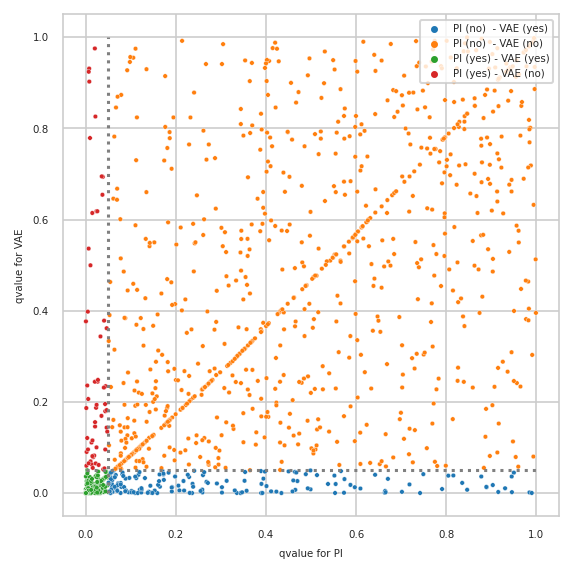 PI (no)  - VAE (yes)
PI (no)  - VAE (no)
PI (yes) - VAE (yes)
PI (yes) - VAE (no)
1.0
0.8
0.6
0.4
0.2
0.0
qvalue for VAE
0.0 0.2 0.4 0.6 0.8 1.0
qvalue for PI